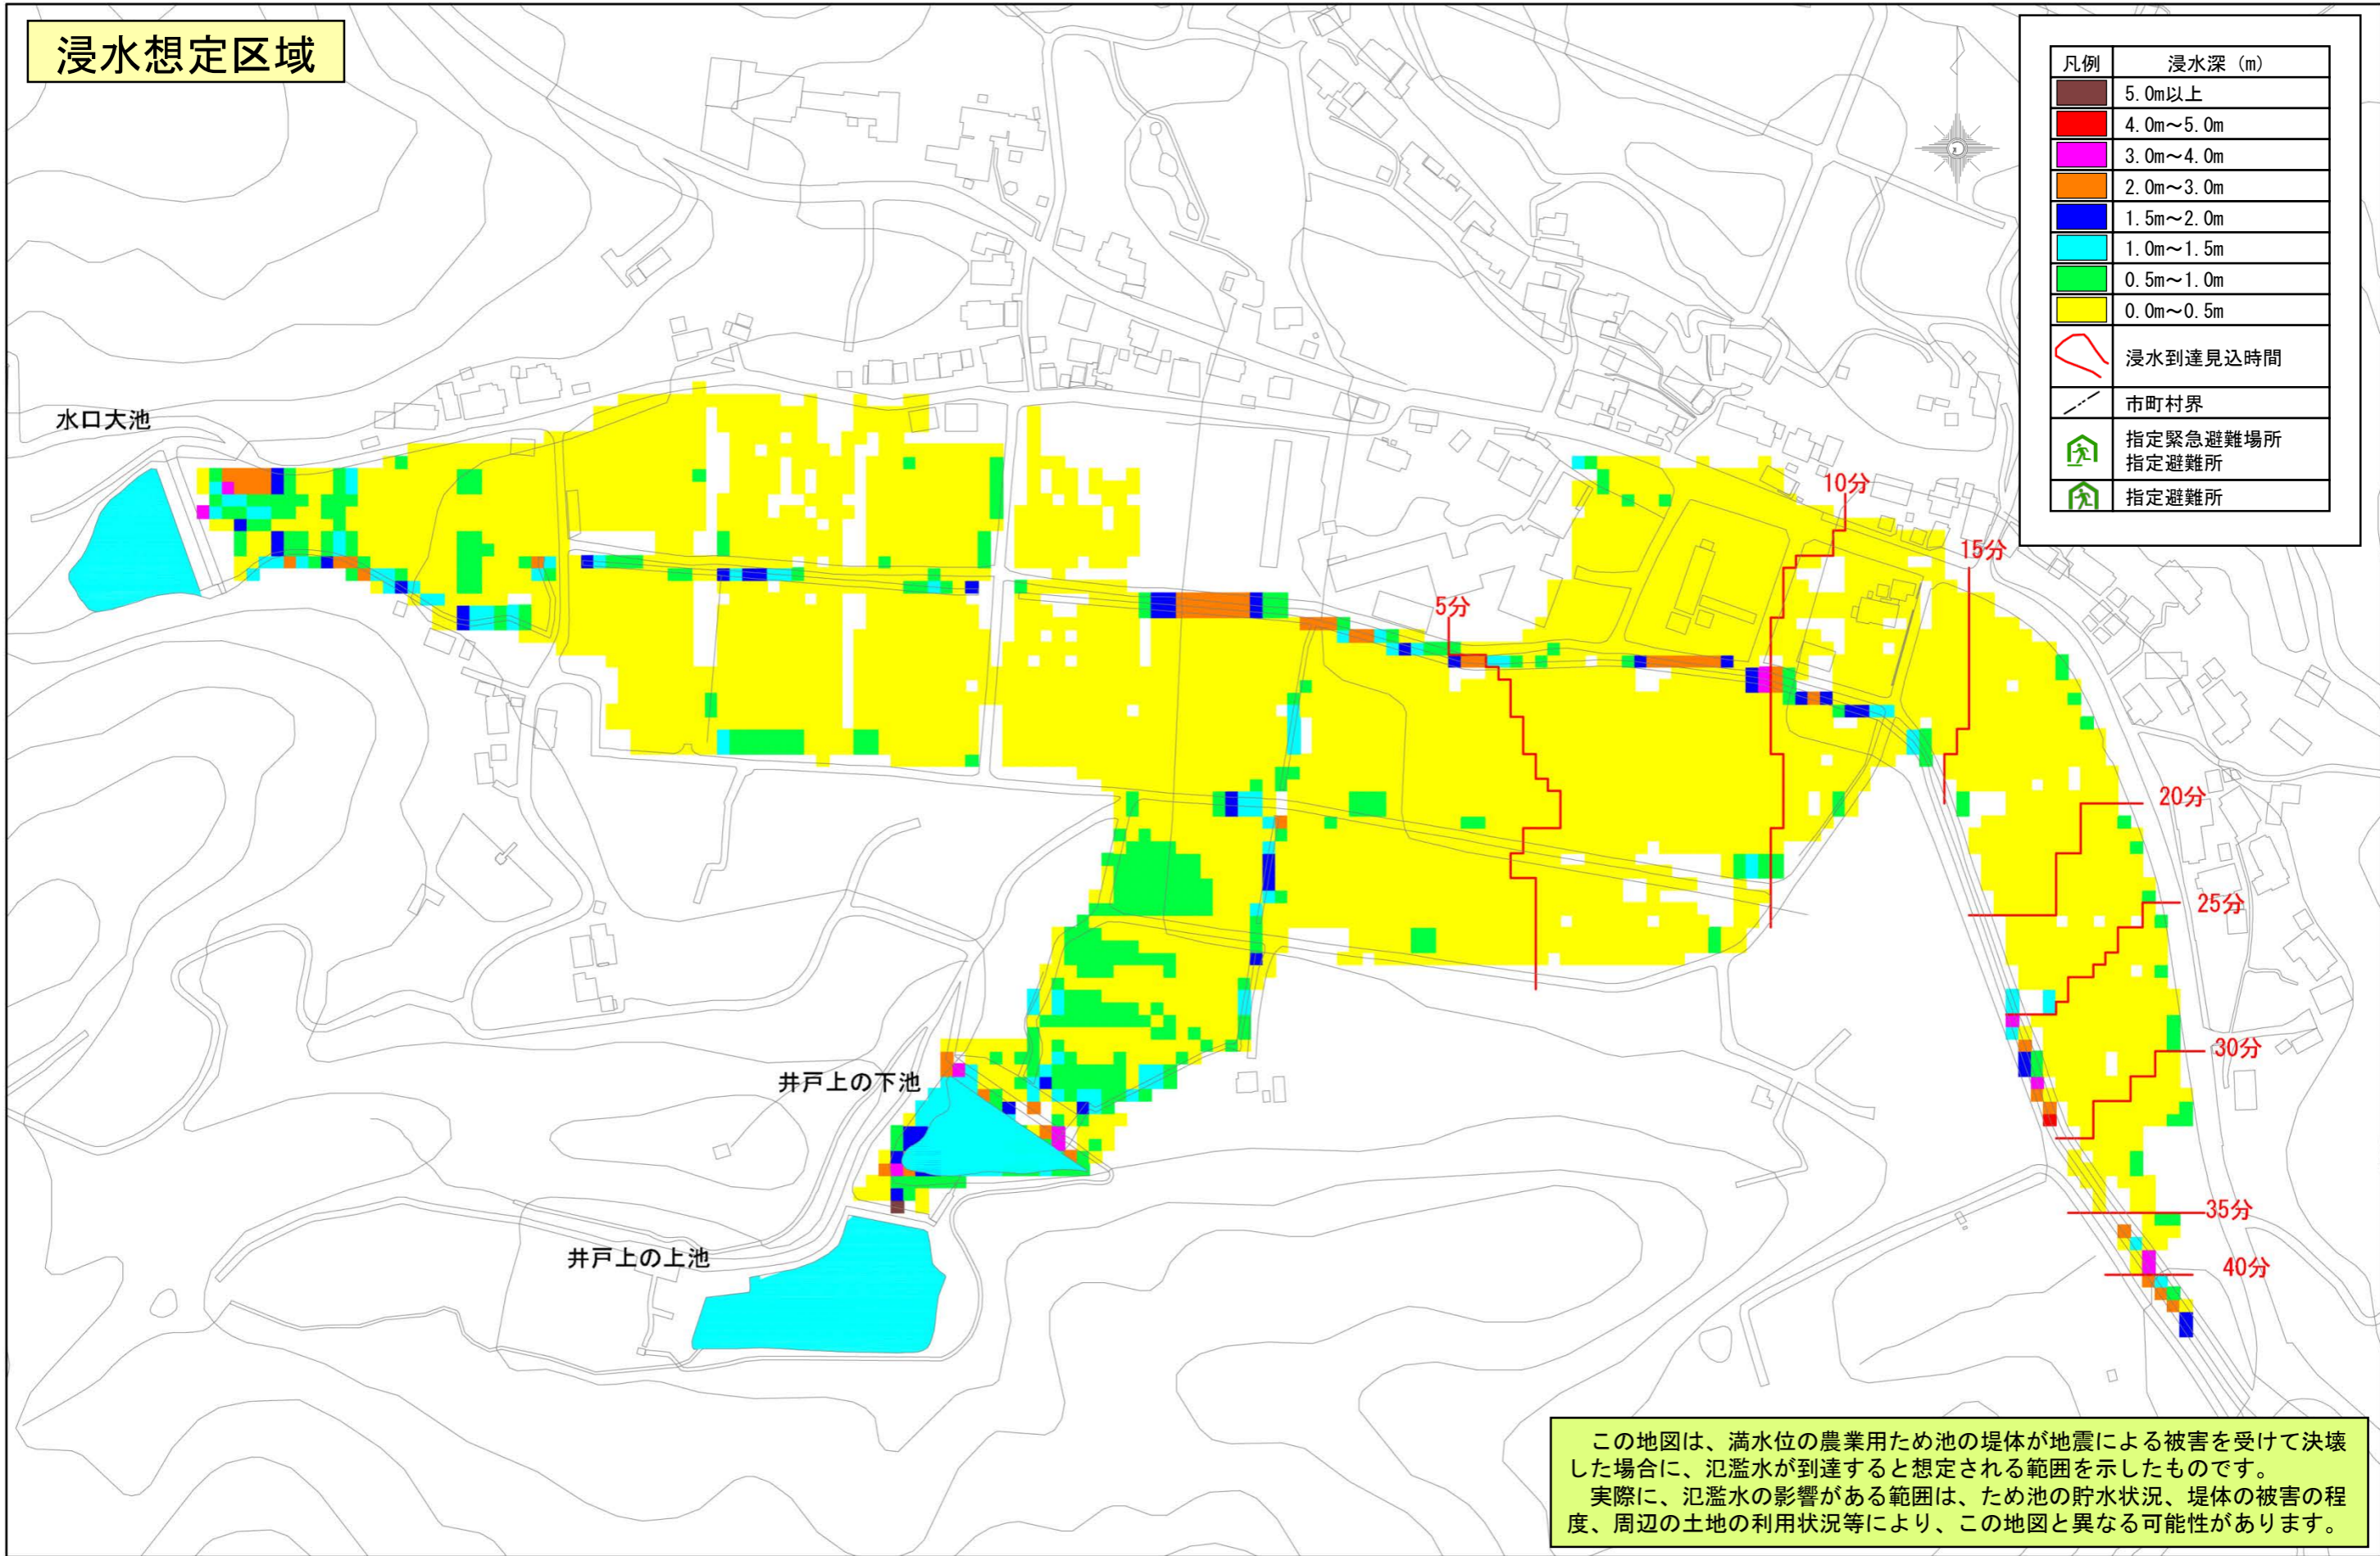 浸水想定区域
凡例 浸水深 (m)
5.0m以上
4.0m～5.0m
3.0m～4.0m
2.0m～3.0m
1.5m～2.0m
1.0m～1.5m
0.5m～1.0m
0.0m～0.5m
浸水到達見込時間
市町村界
指定緊急避難場所
指定避難所
指定避難所
水口大池
10分
15分
5分
20分
25分
30分
井戸上の下池
35分
井戸上の上池
40分
この地図は、満水位の農業用ため池の堤体が地震による被害を受けて決壊
した場合に、氾濫水が到達すると想定される範囲を示したものです。
実際に、氾濫水の影響がある範囲は、ため池の貯水状況、堤体の被害の程
度、周辺の土地の利用状況等により、この地図と異なる可能性があります。